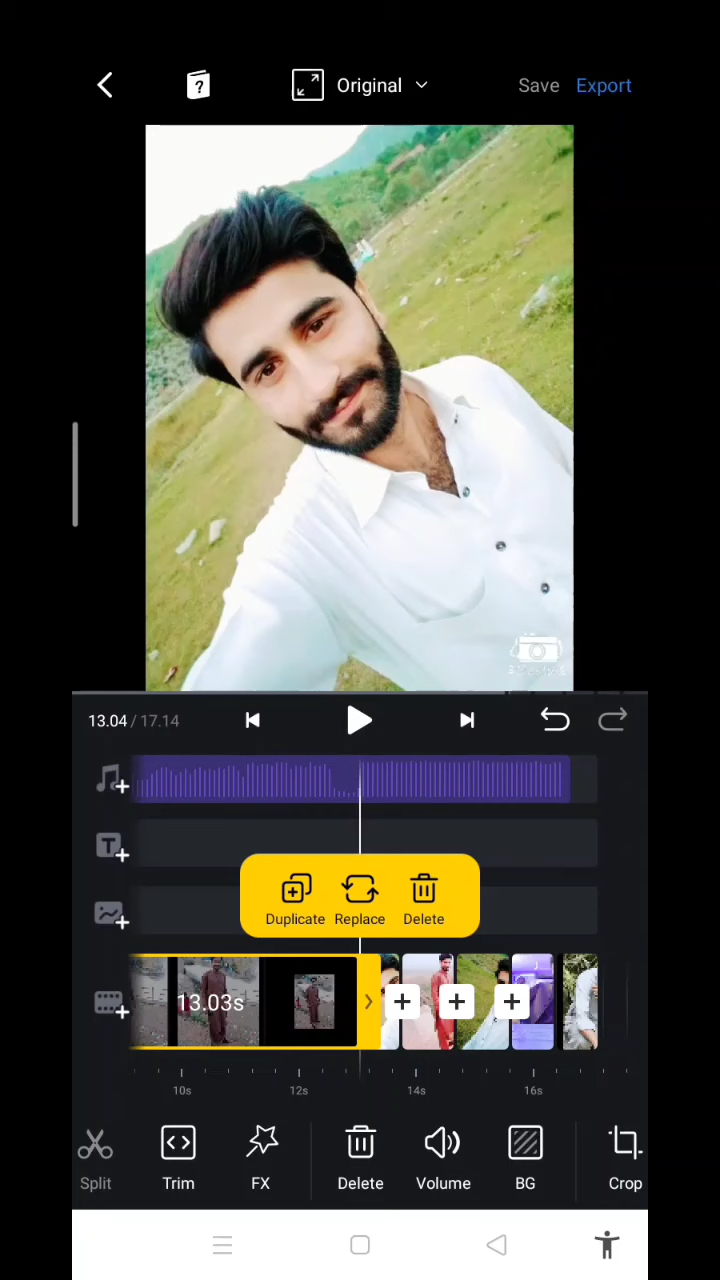 ?
Original
Save Export
13.04 / 17.14
T
Duplicate Replace Delete
13.03s
10s 12s 14s 16s
Split Trim FX Delete Volume BG Crop